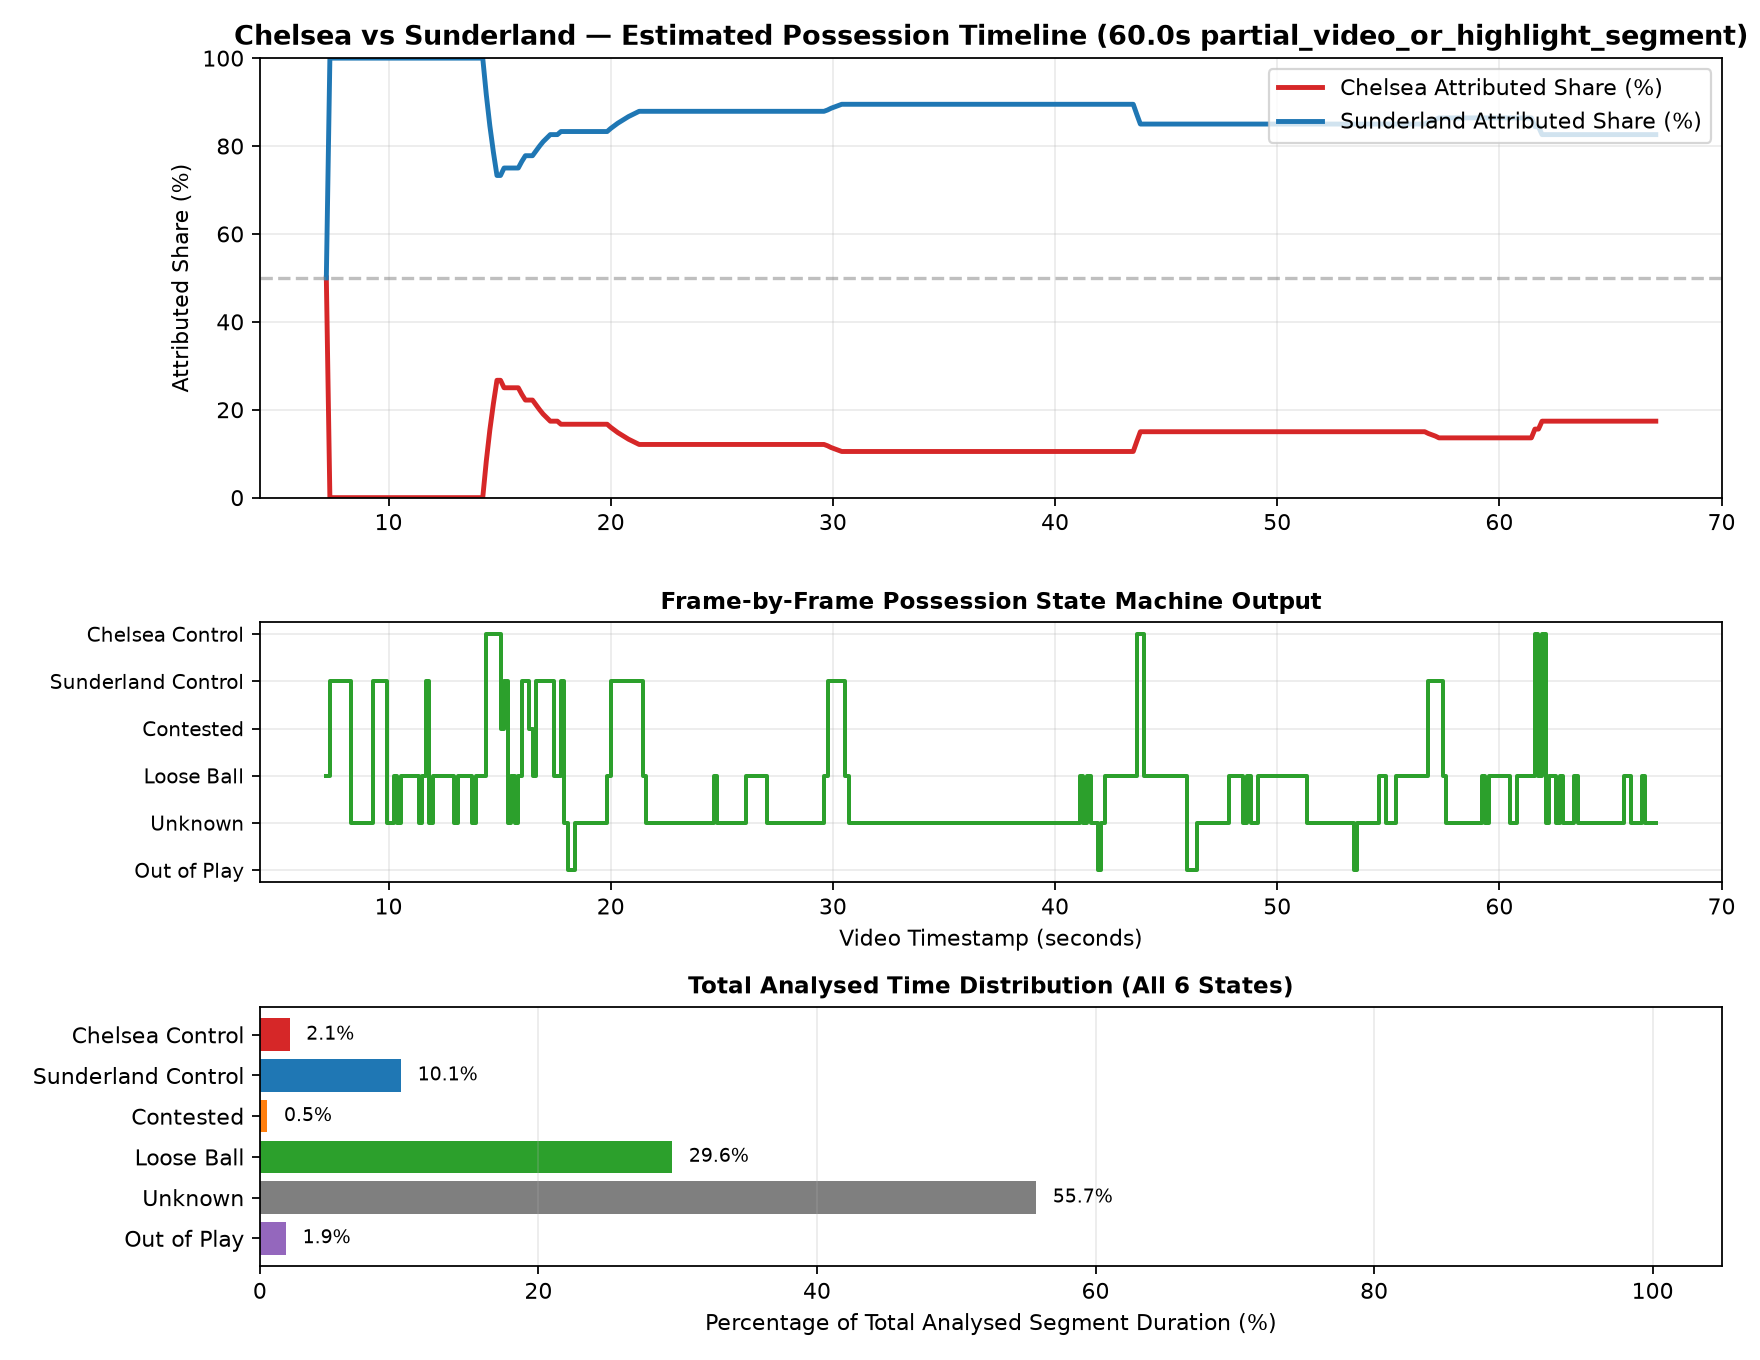 Chelsea vs Sunderland — Estimated Possession Timeline (60.0s partial_video_or_highlight_segment)
100
80
60
40
20
0
Attributed Share (%)
Chelsea Attributed Share (%)
Sunderland Attributed Share (%)
10 20 30 40 50 60 70
Frame-by-Frame Possession State Machine Output
Chelsea Control
Sunderland Control
Contested
Loose Ball
Unknown
Out of Play
10 20 30 40 50 60 70
Video Timestamp (seconds)
Total Analysed Time Distribution (All 6 States)
Chelsea Control 2.1%
Sunderland Control 10.1%
Contested 0.5%
Loose Ball 29.6%
Unknown 55.7%
Out of Play 1.9%
0 20 40 60 80 100
Percentage of Total Analysed Segment Duration (%)